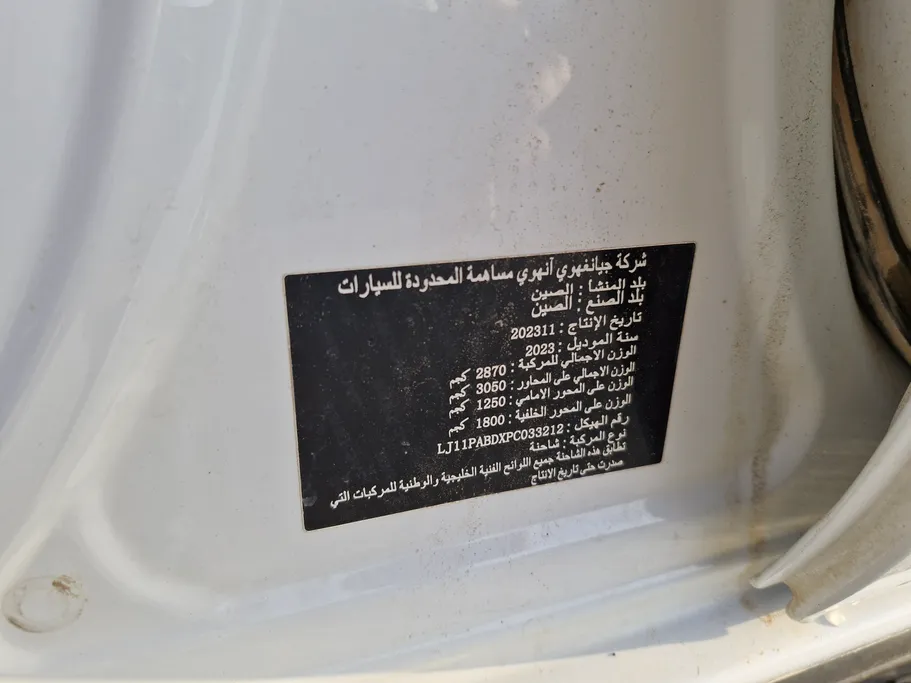 شركة جيانغهوي آنهوي مساهمة المحدودة للسيارات
بلد المنشأ : الصين
بلد الصنع : الصين
تاريخ الإنتاج : 202311
سنة الموديل : 2023
الوزن الاجمالي للمركبة : 2870 كجم
الوزن الاجمالي على المحاور : 3050 كجم
الوزن على المحور الامامي : 1250 كجم
الوزن على المحور الخلفية : 1800 كجم
رقم الهيكل : LJ11PABDXPC033212
نوع المركبة : شاحنة
تطابق هذه الشاحنة جميع اللوائح الفنية الخليجية والوطنية للمركبات التي
صدرت حتى تاريخ الانتاج